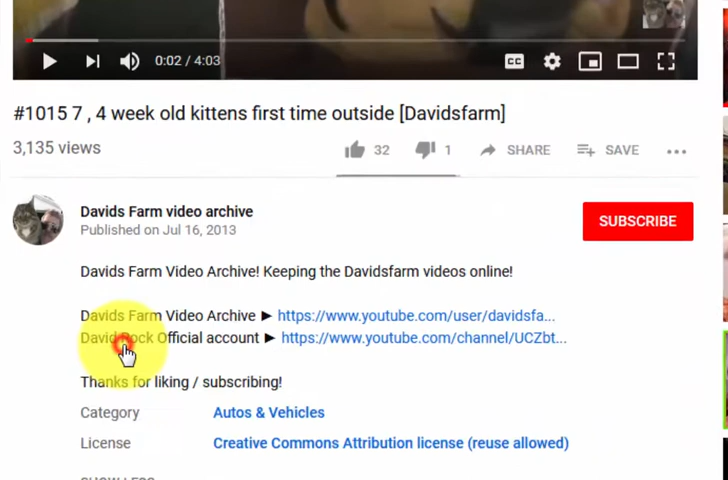 CC
0:02 / 4:03
#1015 7 , 4 week old kittens first time outside [Davidsfarm]
3,135 views
32
1
SHARE
SAVE
Davids Farm video archive
Published on Jul 16, 2013
SUBSCRIBE
Davids Farm Video Archive! Keeping the Davidsfarm videos online!
Davids Farm Video Archive ► https://www.youtube.com/user/davidsfa...
David Rock Official account ► https://www.youtube.com/channel/UCZbt...
Thanks for liking / subscribing!
Category Autos & Vehicles
License Creative Commons Attribution license (reuse allowed)
SHOW LESS